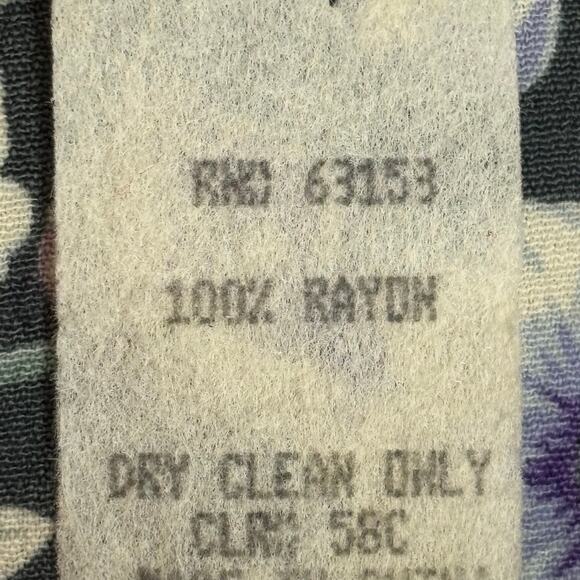 RN# 63153
100% RAYON
DRY CLEAN ONLY
CLR# 58C